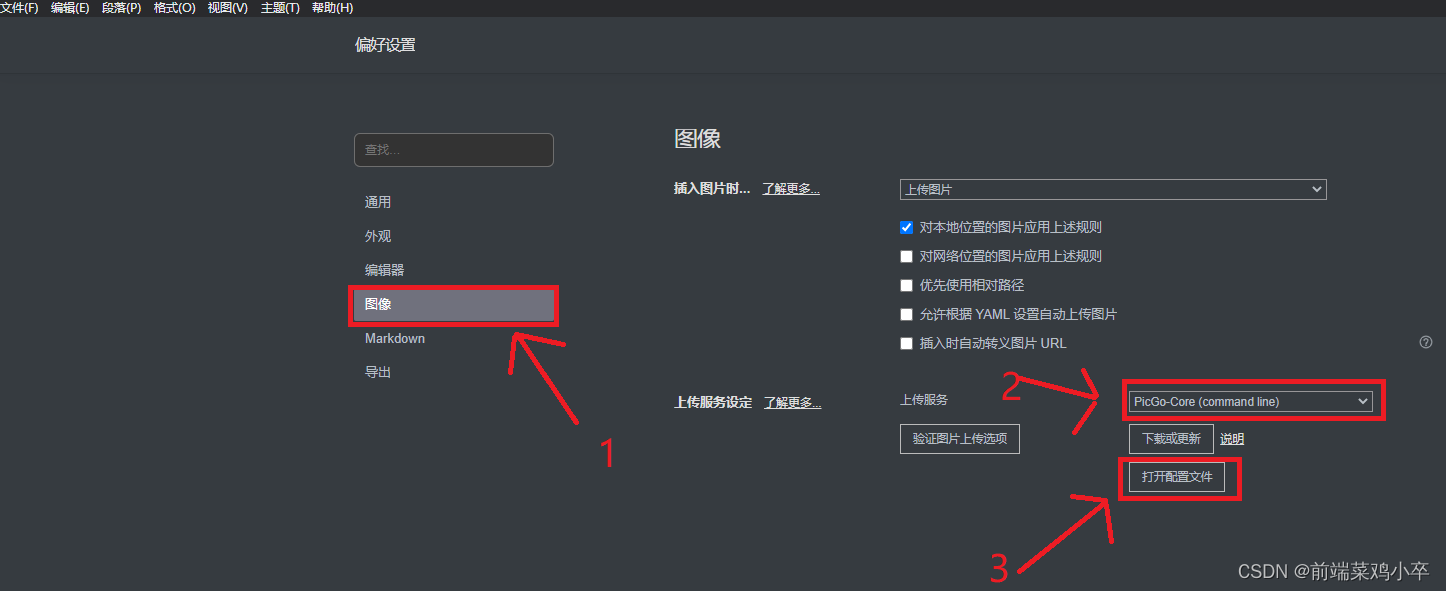 文件(F) 编辑(E) 段落(P) 格式(O) 视图(V) 主题(T) 帮助(H)
偏好设置
查找...
通用
外观
编辑器
图像
Markdown
导出
图像
插入图片时... 了解更多...
上传图片
对本地位置的图片应用上述规则
对网络位置的图片应用上述规则
优先使用相对路径
允许根据 YAML 设置自动上传图片
插入时自动转义图片 URL
上传服务设定 了解更多...
上传服务
PicGo-Core (command line)
验证图片上传选项
下载或更新 说明
打开配置文件
1
2
3
CSDN @前端菜鸡小卒